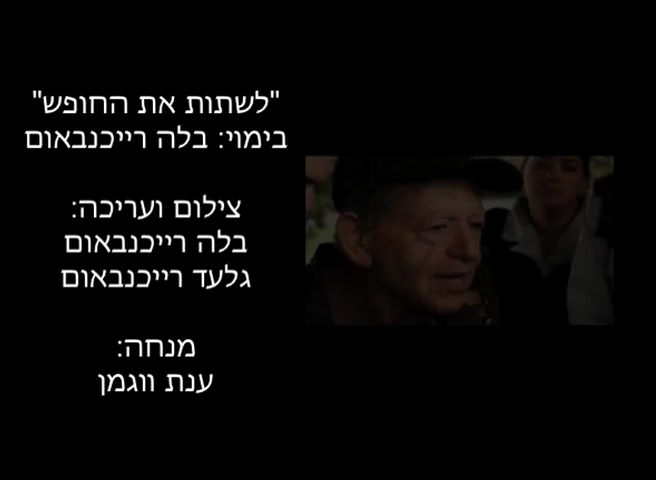 "לשתות את החופש"
בימוי: בלה רייכנבאום
צילום ועריכה:
בלה רייכנבאום
גלעד רייכנבאום
מנחה:
ענת ווגמן